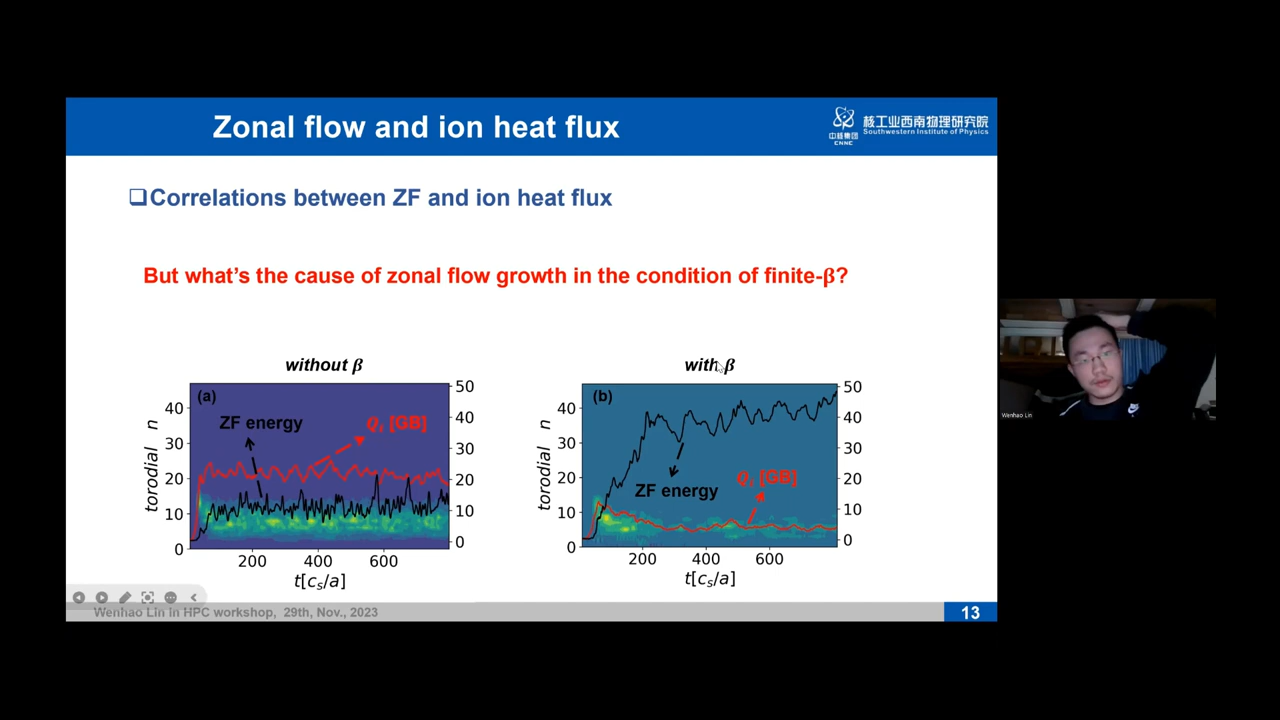 Zonal flow and ion heat flux
核工业西南物理研究院
Southwestern Institute of Physics
中核集团
CNNC
❑Correlations between ZF and ion heat flux
But what's the cause of zonal flow growth in the condition of finite-β?
without β
with β
(a)
ZF energy
Qi [GB]
torodial n
40
30
20
10
0
50
40
30
20
10
0
200
400
600
t[cs/a]
(b)
ZF energy
Qi [GB]
torodial n
40
30
20
10
0
50
40
30
20
10
0
200
400
600
t[cs/a]
Wenhao Lin in HPC workshop, 29th, Nov., 2023
13
Wenhao Lin